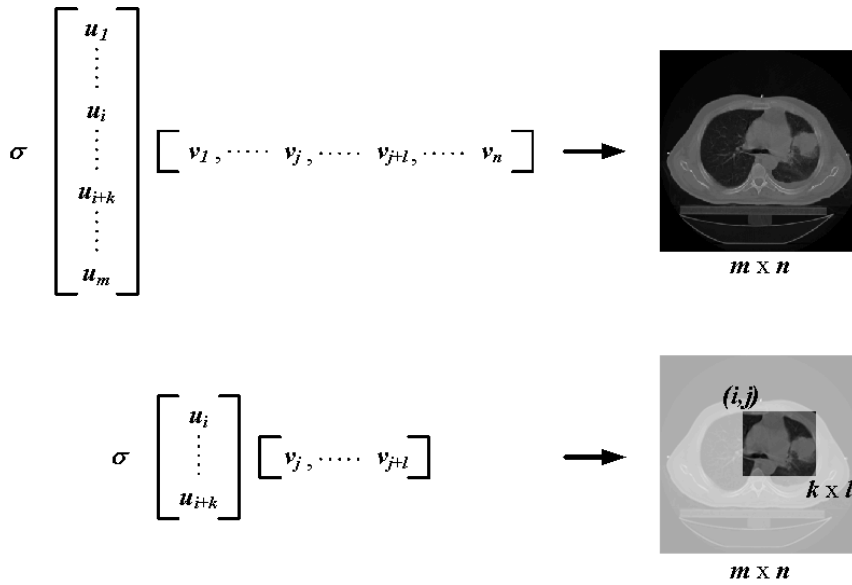 σ
u₁
⋮
uᵢ
⋮
uᵢ₊ₖ
⋮
uₘ
[ v₁ , ····· vⱼ , ····· vⱼ₊ₗ , ····· vₙ ]
m x n
σ
uᵢ
⋮
uᵢ₊ₖ
[ vⱼ , ····· vⱼ₊ₗ ]
(i,j)
k x l
m x n